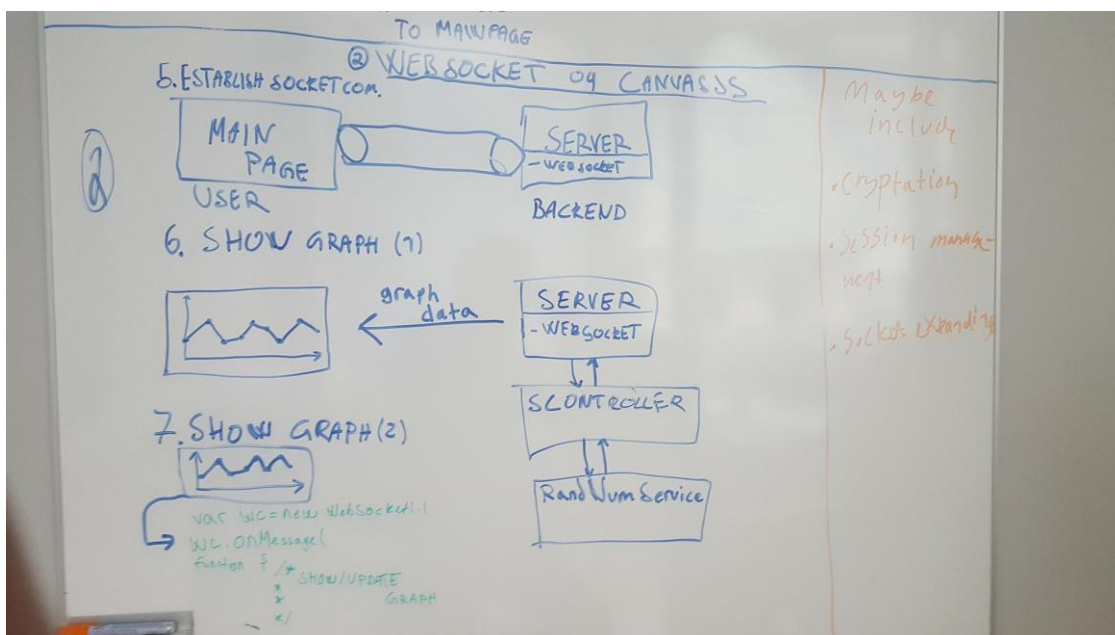 TO MAINPAGE
② WEBSOCKET og CANVASJS
5. ESTABLISH SOCKET COM.
MAIN
PAGE
USER
SERVER
- WEBSOCKET
BACKEND
2
6. SHOW GRAPH (1)
graph
data
SERVER
- WEBSOCKET
SCONTROLLER
RandNumService
7. SHOW GRAPH (2)
var wc = new WebSocket(-)
wc.onMessage(
function {
/* SHOW/UPDATE
* GRAPH
*
*/
Maybe
include
• Cryptation
• Session manage-
ment
• Socket expanding